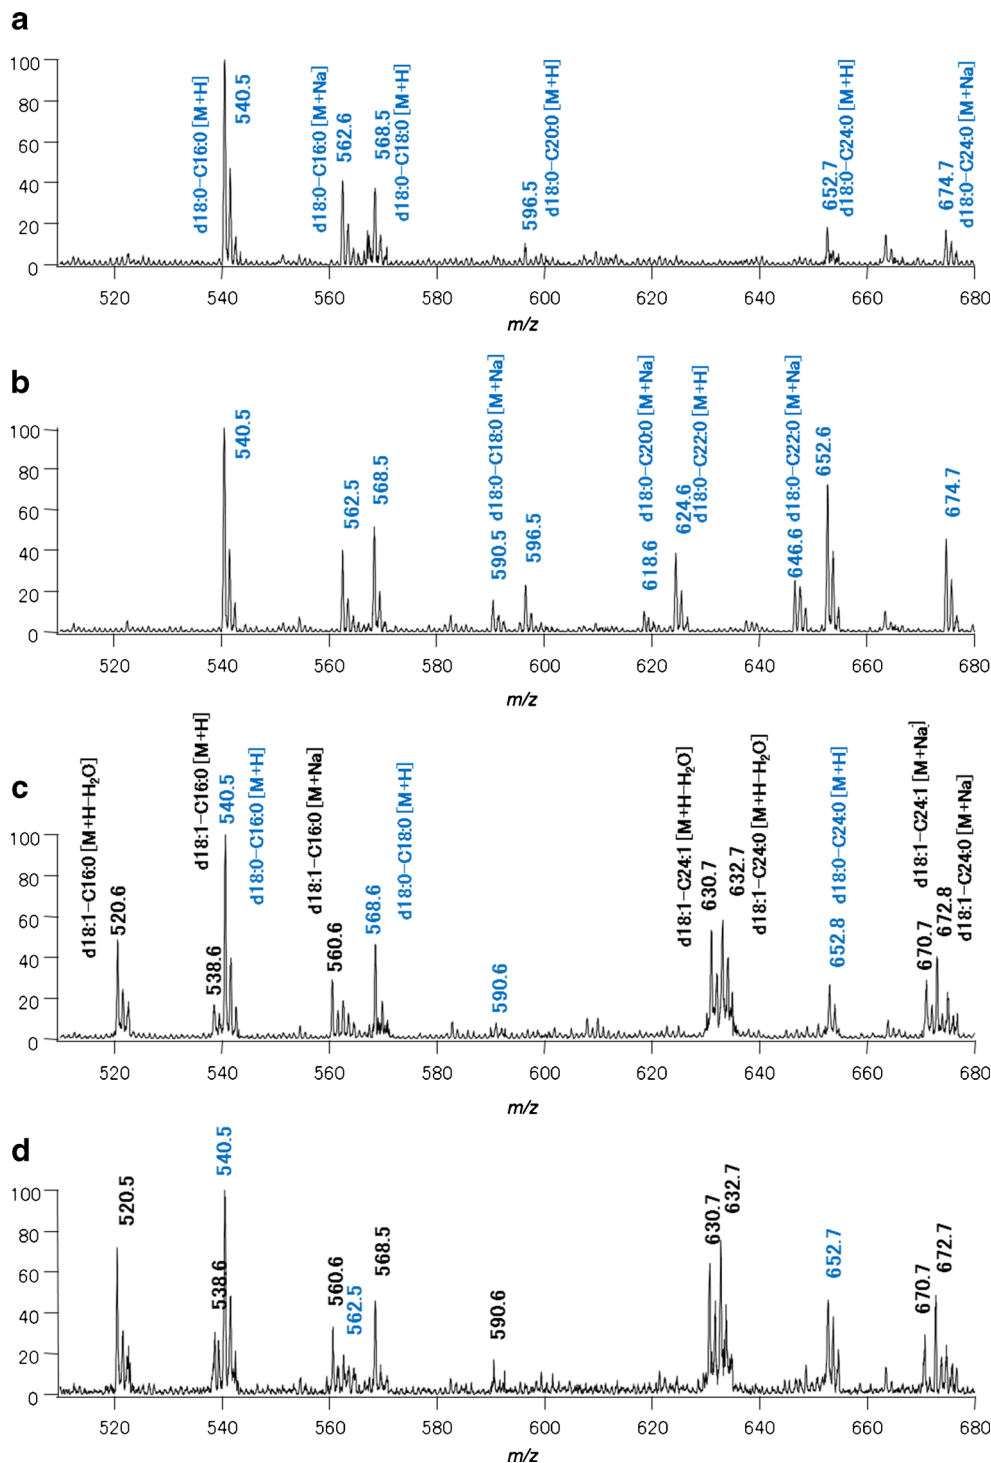 a
d18:0–C16:0 [M+H]
540.5
d18:0–C16:0 [M+Na]
562.6
568.5
d18:0–C18:0 [M+H]
596.5
d18:0–C20:0 [M+H]
652.7
d18:0–C24:0 [M+H]
674.7
d18:0–C24:0 [M+Na]
100
80
60
40
20
0
520 540 560 580 600 620 640 660 680
m/z
b
540.5
562.5
568.5
590.5 d18:0–C18:0 [M+Na]
596.5
618.6 d18:0–C20:0 [M+Na]
624.6
d18:0–C22:0 [M+H]
646.6 d18:0–C22:0 [M+Na]
652.6
674.7
100
80
60
40
20
0
520 540 560 580 600 620 640 660 680
m/z
c
d18:1–C16:0 [M+H–H₂O]
520.6
d18:1–C16:0 [M+H]
538.6
540.5
d18:0–C16:0 [M+H]
d18:1–C16:0 [M+Na]
560.6
568.6
d18:0–C18:0 [M+H]
590.6
d18:1–C24:1 [M+H–H₂O]
630.7
632.7
d18:1–C24:0 [M+H–H₂O]
652.8 d18:0–C24:0 [M+H]
d18:1–C24:1 [M+Na]
670.7
672.8
d18:1–C24:0 [M+Na]
100
80
60
40
20
0
520 540 560 580 600 620 640 660 680
m/z
d
520.5
538.6
540.5
560.6
562.5
568.5
590.6
630.7
632.7
652.7
670.7
672.7
100
80
60
40
20
0
520 540 560 580 600 620 640 660 680
m/z